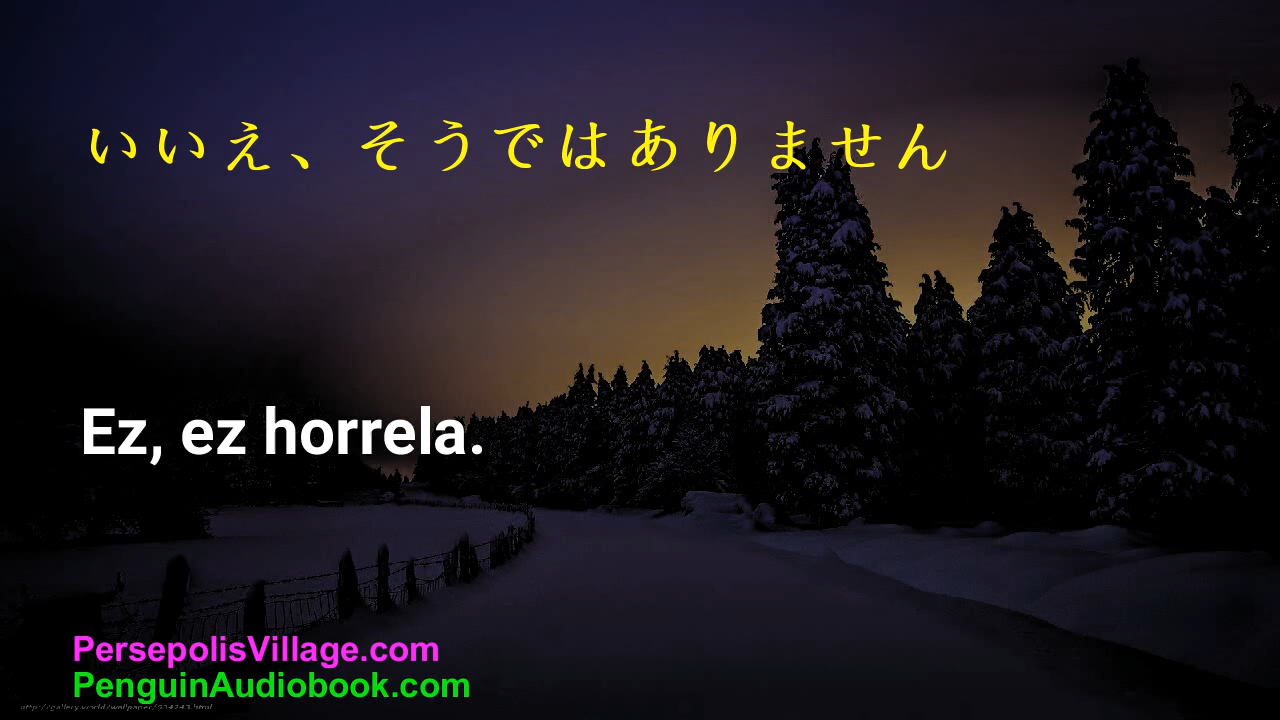 いいえ、そうではありません
Ez, ez horrela.
PersepolisVillage.com
PenguinAudiobook.com